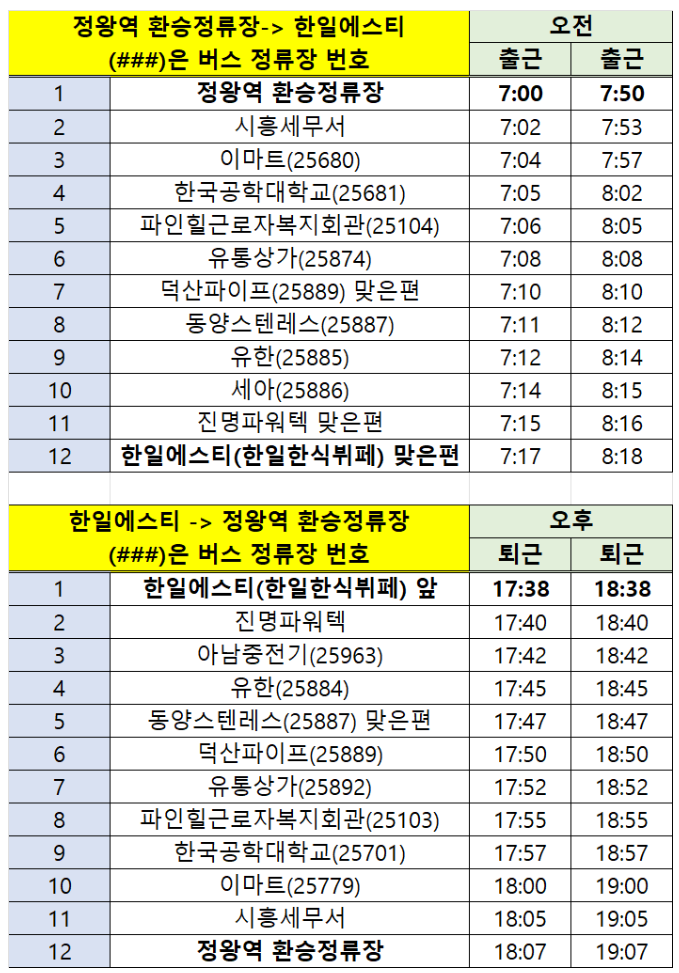 정왕역 환승정류장-> 한일에스티 오전
(###)은 버스 정류장 번호 출근 출근
1 정왕역 환승정류장 7:00 7:50
2 시흥세무서 7:02 7:53
3 이마트(25680) 7:04 7:57
4 한국공학대학교(25681) 7:05 8:02
5 파인힐근로자복지회관(25104) 7:06 8:05
6 유통상가(25874) 7:08 8:08
7 덕산파이프(25889) 맞은편 7:10 8:10
8 동양스텐레스(25887) 7:11 8:12
9 유한(25885) 7:12 8:14
10 세아(25886) 7:14 8:15
11 진명파워텍 맞은편 7:15 8:16
12 한일에스티(한일한식뷔페) 맞은편 7:17 8:18
한일에스티 -> 정왕역 환승정류장 오후
(###)은 버스 정류장 번호 퇴근 퇴근
1 한일에스티(한일한식뷔페) 앞 17:38 18:38
2 진명파워텍 17:40 18:40
3 아남중전기(25963) 17:42 18:42
4 유한(25884) 17:45 18:45
5 동양스텐레스(25887) 맞은편 17:47 18:47
6 덕산파이프(25889) 17:50 18:50
7 유통상가(25892) 17:52 18:52
8 파인힐근로자복지회관(25103) 17:55 18:55
9 한국공학대학교(25701) 17:57 18:57
10 이마트(25779) 18:00 19:00
11 시흥세무서 18:05 19:05
12 정왕역 환승정류장 18:07 19:07